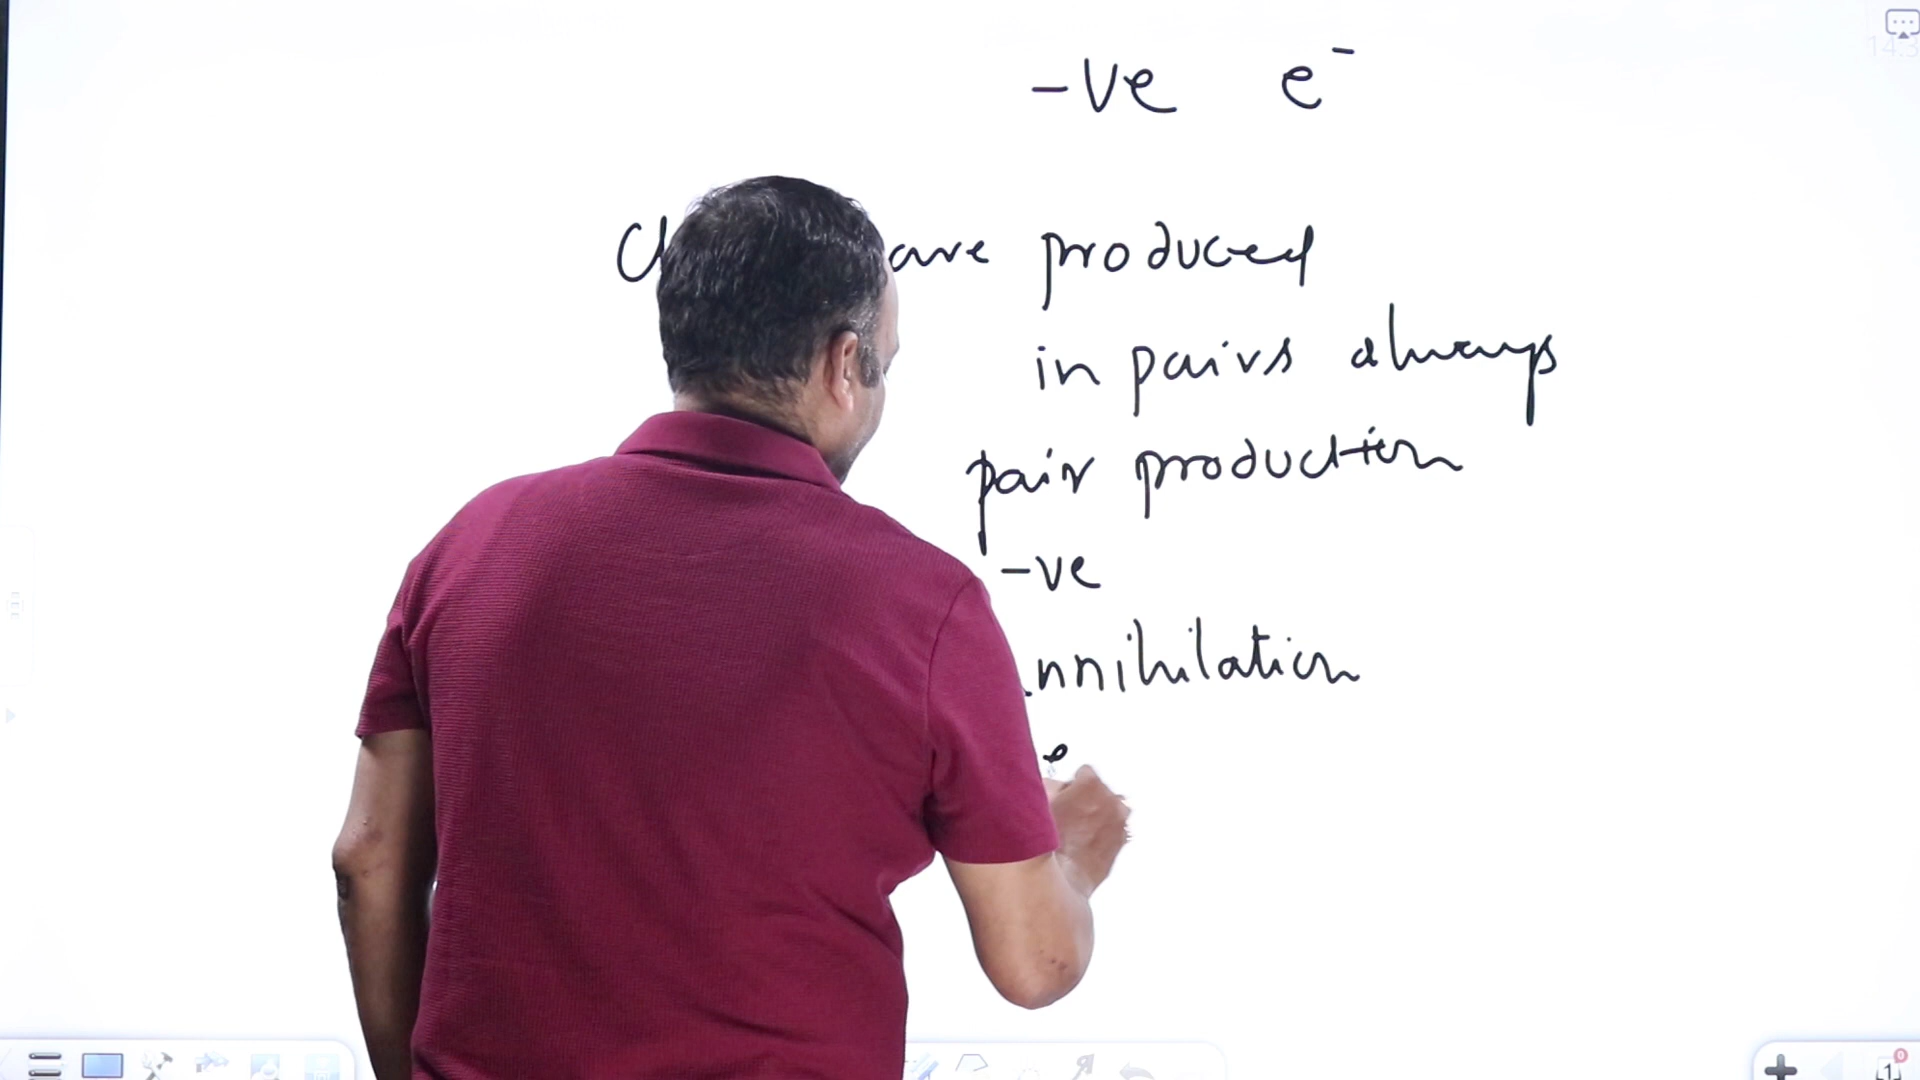 -ve e⁻
are produced
in pairs always
pair production
-ve
nnihilation
e